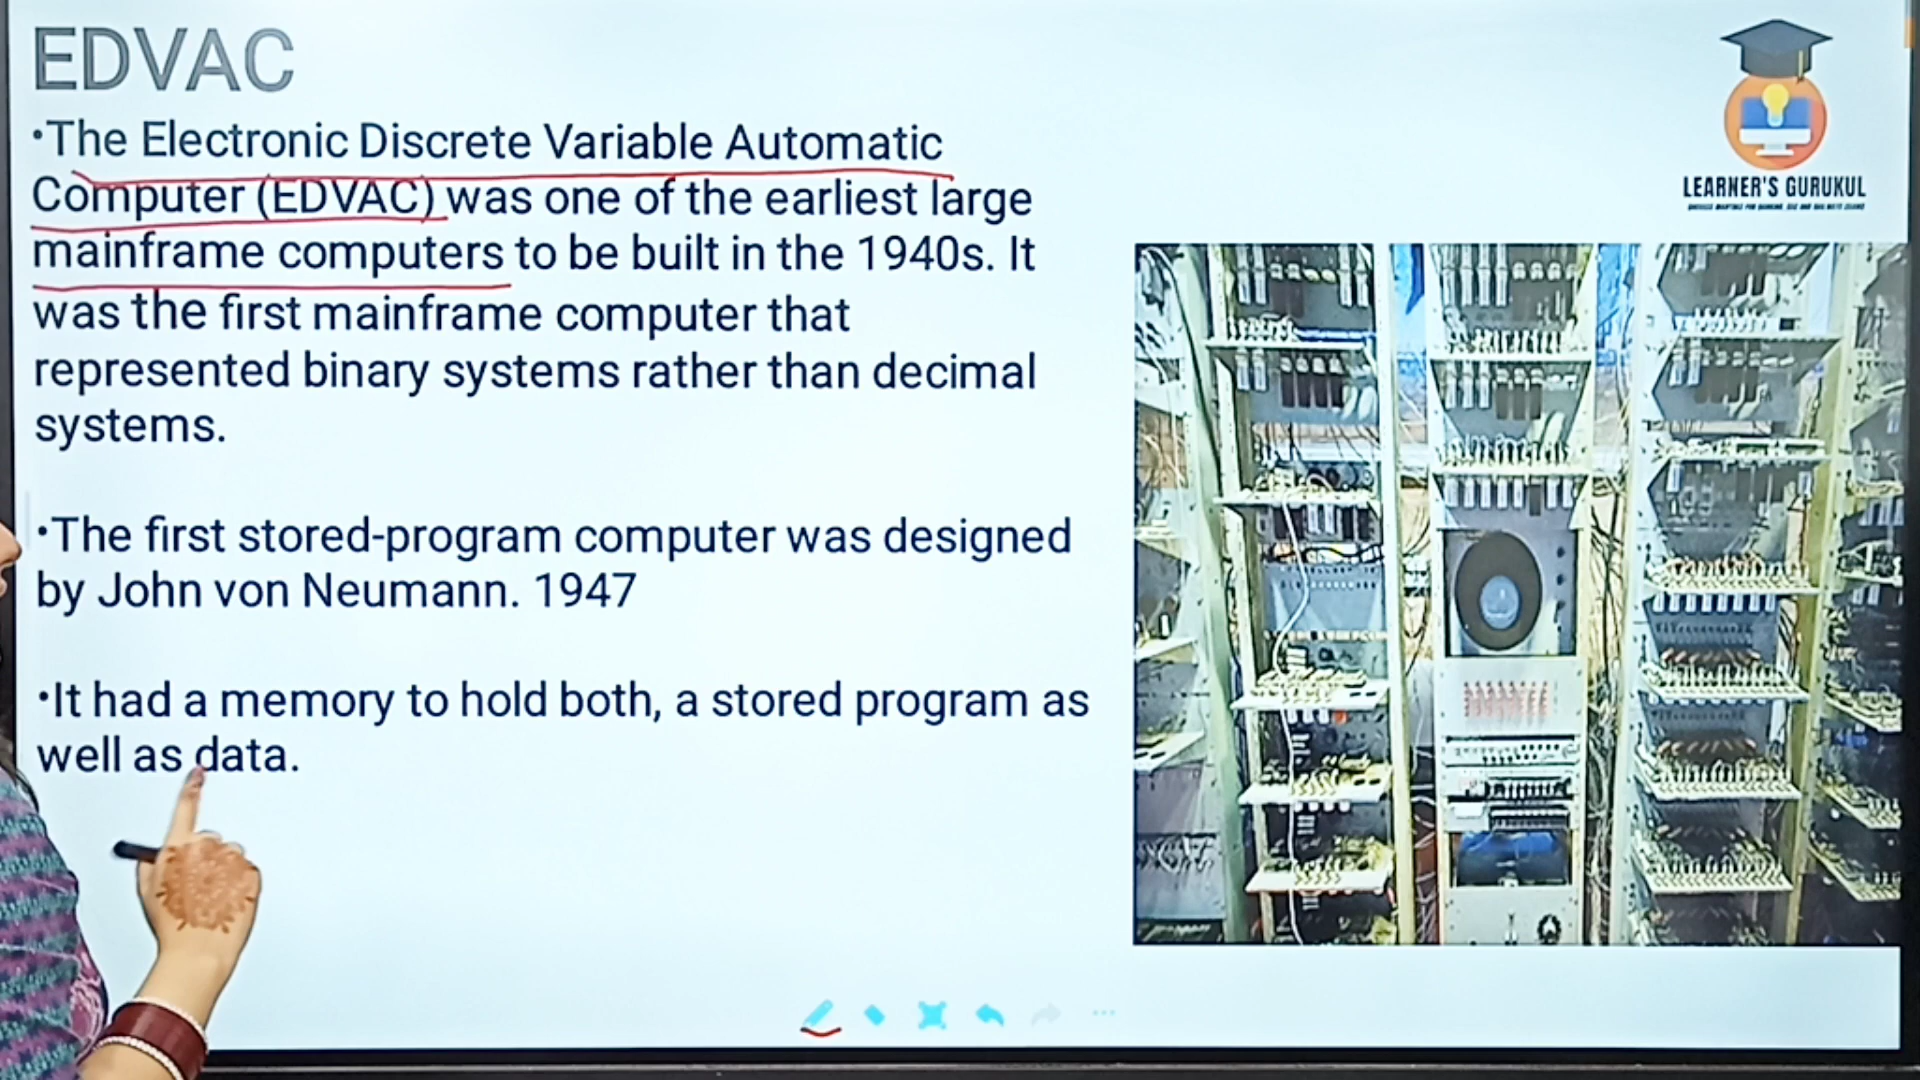 EDVAC
•The Electronic Discrete Variable Automatic
Computer (EDVAC) was one of the earliest large
mainframe computers to be built in the 1940s. It
was the first mainframe computer that
represented binary systems rather than decimal
systems.
•The first stored-program computer was designed
by John von Neumann. 1947
•It had a memory to hold both, a stored program as
well as data.
LEARNER'S GURUKUL